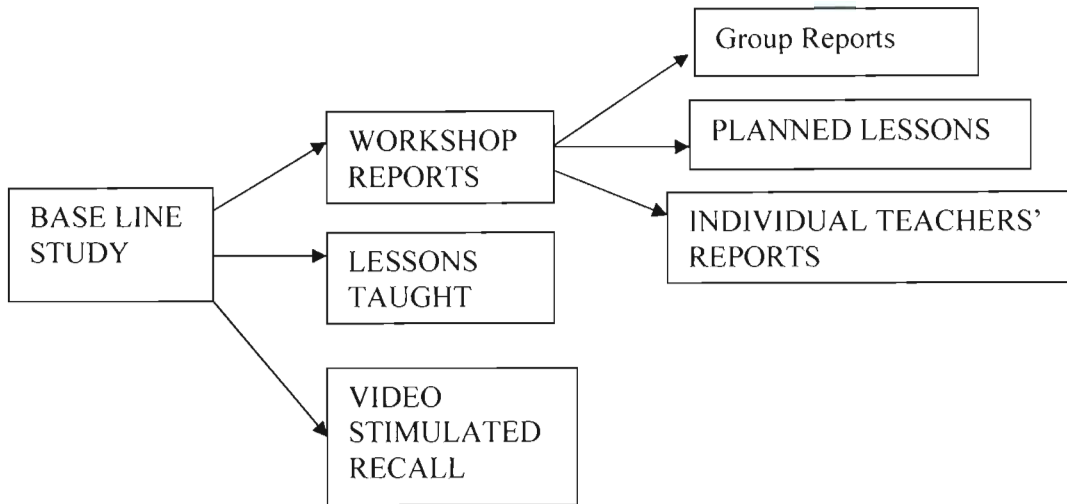 Group Reports
WORKSHOP
REPORTS
PLANNED LESSONS
BASE LINE
STUDY
INDIVIDUAL TEACHERS’
REPORTS
LESSONS
TAUGHT
VIDEO
STIMULATED
RECALL